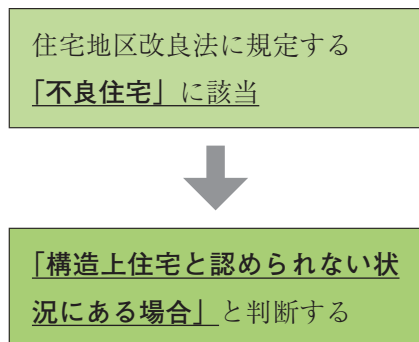 住宅地区改良法に規定する
「不良住宅」に該当
「構造上住宅と認められない状
況にある場合」と判断する